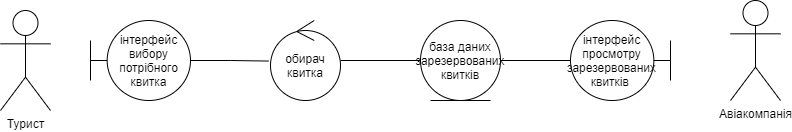 інтерфейс
вибору
потрібного
квитка
обирач
квитка
база даних
зарезервованих
квитків
інтерфейс
просмотру
зарезервованих
квитків
Турист
Авіакомпанія